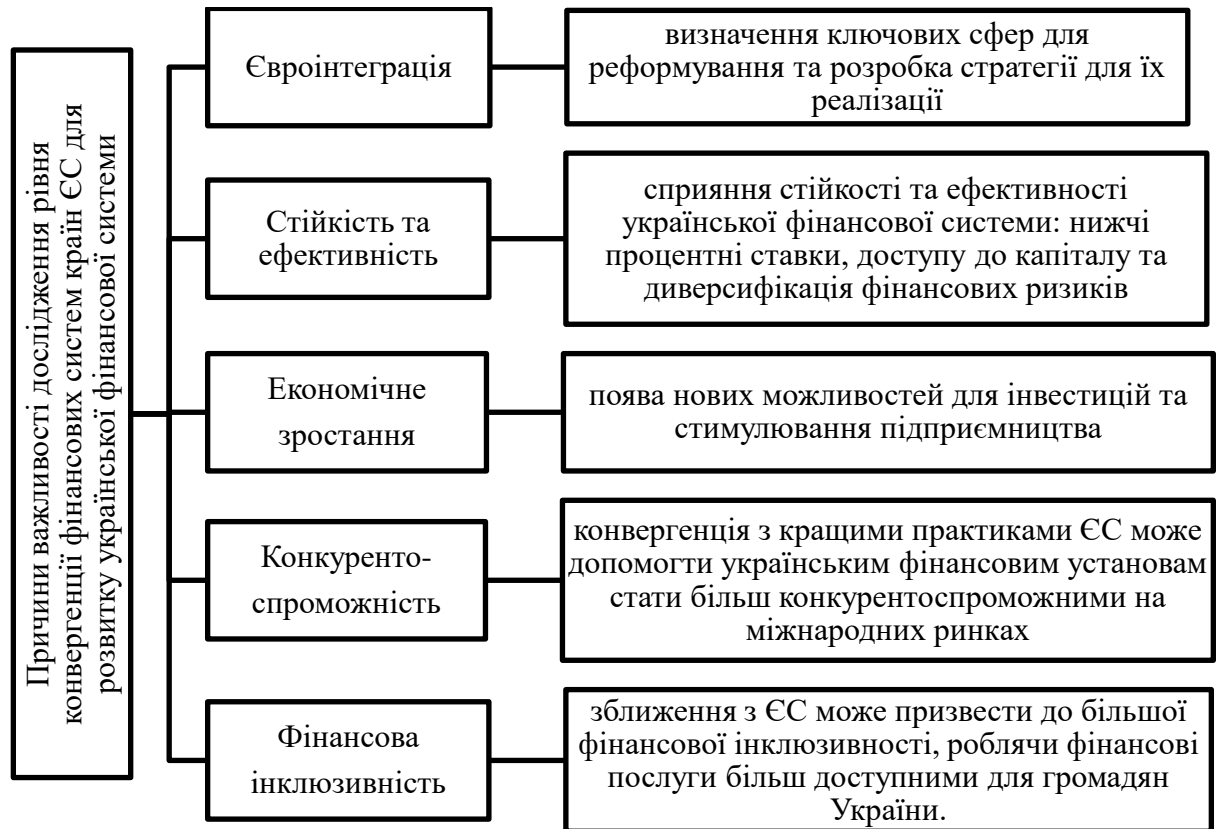 Причини важливості дослідження рівня
конвергенції фінансових систем країн ЄС для
розвитку української фінансової системи
Євроінтеграція
визначення ключових сфер для
реформування та розробка стратегії для їх
реалізації
Стійкість та
ефективність
сприяння стійкості та ефективності
української фінансової системи: нижчі
процентні ставки, доступу до капіталу та
диверсифікація фінансових ризиків
Економічне
зростання
поява нових можливостей для інвестицій та
стимулювання підприємництва
Конкуренто-
спроможність
конвергенція з кращими практиками ЄС може
допомогти українським фінансовим установам
стати більш конкурентоспроможними на
міжнародних ринках
Фінансова
інклюзивність
зближення з ЄС може призвести до більшої
фінансової інклюзивності, роблячи фінансові
послуги більш доступними для громадян
України.